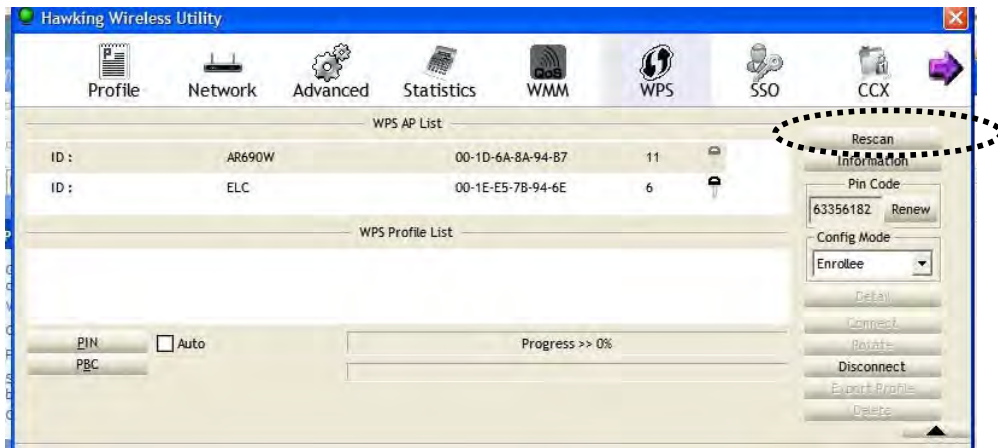 Hawking Wireless Utility
Profile Network Advanced Statistics QoS WMM WPS SSO CCX
WPS AP List
Rescan
ID : AR690W 00-1D-6A-8A-94-B7 11
Information
ID : ELC 00-1E-E5-7B-94-6E 6
Pin Code
63356182 Renew
WPS Profile List
Config Mode
Enrollee
Detail
Connect
PIN Auto Progress >> 0%
Rotate
PBC
Disconnect
Export Profile
Delete